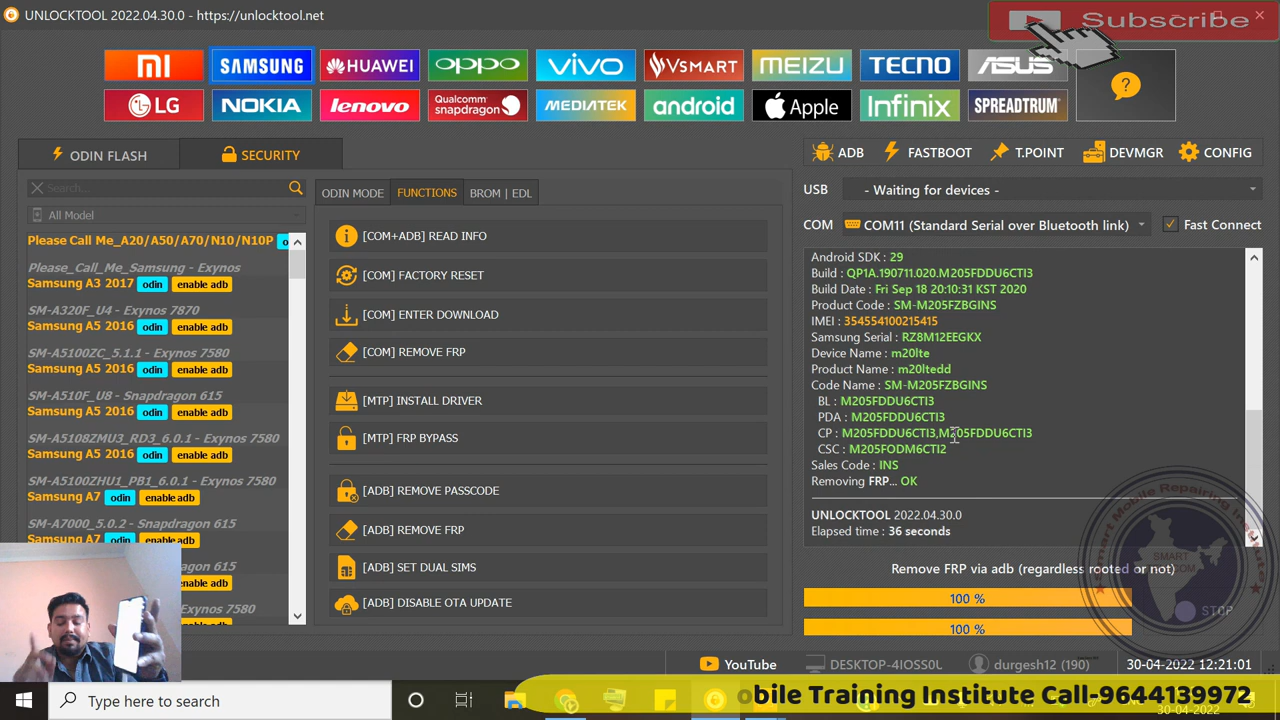 UNLOCKTOOL 2022.04.30.0 - https://unlocktool.net
Subscribe
MI
SAMSUNG
HUAWEI
oppo
vivo
VSMART
MEIZU
TECNO
ASUS
LG
NOKIA
lenovo
Qualcomm
snapdragon
MEDIATEK
android
Apple
Infinix
SPREADTRUM
?
ODIN FLASH
SECURITY
ADB
FASTBOOT
T.POINT
DEVMGR
CONFIG
Search...
All Model
Please Call Me_A20/A50/A70/N10/N10P
Please_Call_Me_Samsung - Exynos
Samsung A3 2017 odin enable adb
SM-A320F_U4 - Exynos 7870
Samsung A5 2016 odin enable adb
SM-A5100ZC_5.1.1 - Exynos 7580
Samsung A5 2016 odin enable adb
SM-A510F_U8 - Snapdragon 615
Samsung A5 2016 odin enable adb
SM-A5108ZMU3_RD3_6.0.1 - Exynos 7580
Samsung A5 2016 odin enable adb
SM-A5100ZHU1_PB1_6.0.1 - Exynos 7580
Samsung A7 odin enable adb
SM-A7000_5.0.2 - Snapdragon 615
Samsung A7 odin enable adb
agon 615
enable adb
Exynos 7580
ODIN MODE
FUNCTIONS
BROM | EDL
[COM+ADB] READ INFO
[COM] FACTORY RESET
[COM] ENTER DOWNLOAD
[COM] REMOVE FRP
[MTP] INSTALL DRIVER
[MTP] FRP BYPASS
[ADB] REMOVE PASSCODE
[ADB] REMOVE FRP
[ADB] SET DUAL SIMS
[ADB] DISABLE OTA UPDATE
USB - Waiting for devices -
COM COM11 (Standard Serial over Bluetooth link) Fast Connect
Android SDK : 29
Build : QP1A.190711.020.M205FDDU6CTI3
Build Date : Fri Sep 18 20:10:31 KST 2020
Product Code : SM-M205FZBGINS
IMEI : 354554100215415
Samsung Serial : RZ8M12EEGKX
Device Name : m20lte
Product Name : m20ltedd
Code Name : SM-M205FZBGINS
BL : M205FDDU6CTI3
PDA : M205FDDU6CTI3
CP : M205FDDU6CTI3,M205FDDU6CTI3
CSC : M205FODM6CTI2
Sales Code : INS
Removing FRP... OK
UNLOCKTOOL 2022.04.30.0
Elapsed time : 36 seconds
Remove FRP via adb (regardless rooted or not)
100 %
100 %
SMART
.COM
STOP
YouTube
DESKTOP-4IOSS0U
durgesh12 (190)
30-04-2022 12:21:01
Type here to search
obile Training Institute Call-9644139972
30-04-2022